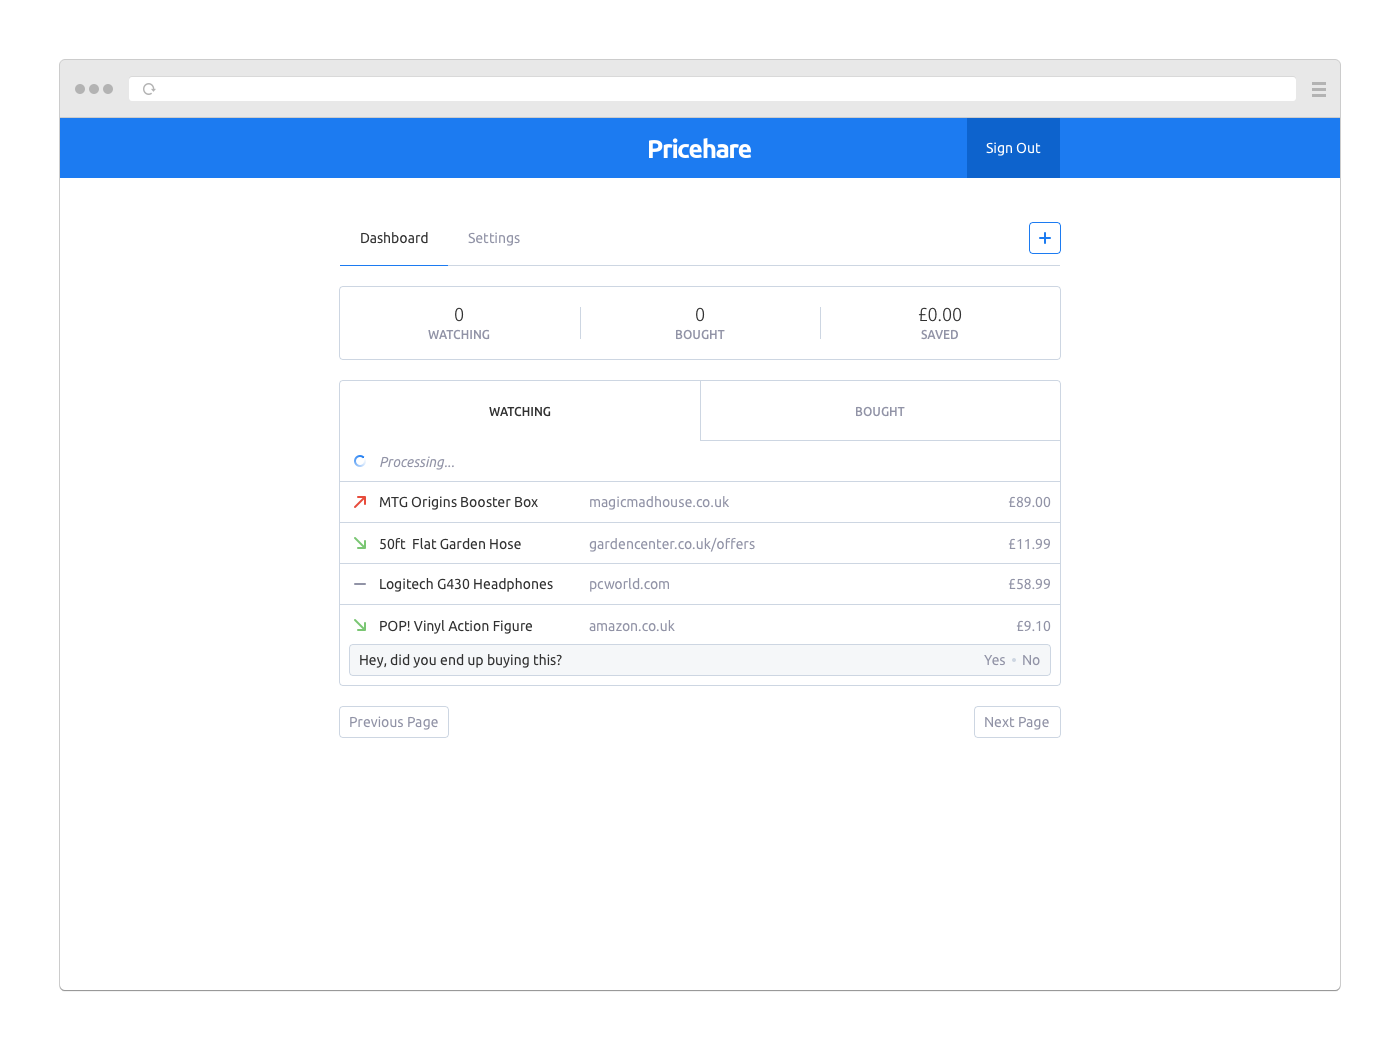 Pricehare
Sign Out
Dashboard Settings
+
0 0 £0.00
WATCHING BOUGHT SAVED
WATCHING BOUGHT
Processing...
MTG Origins Booster Box magicmadhouse.co.uk £89.00
50ft  Flat Garden Hose gardencenter.co.uk/offers £11.99
Logitech G430 Headphones pcworld.com £58.99
POP! Vinyl Action Figure amazon.co.uk £9.10
Hey, did you end up buying this? Yes • No
Previous Page Next Page